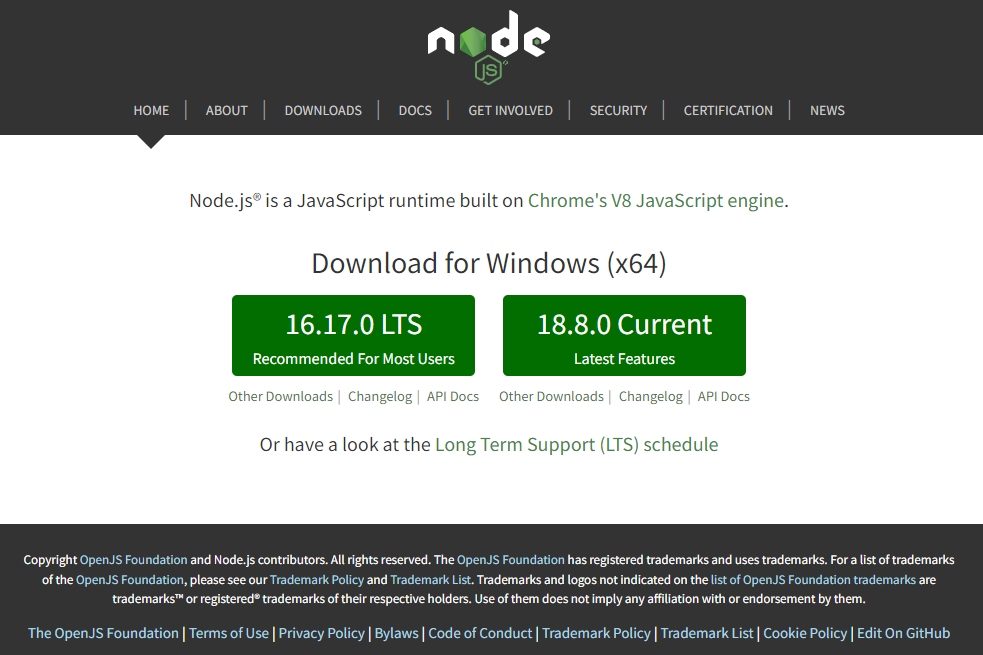 node
JS
HOME | ABOUT | DOWNLOADS | DOCS | GET INVOLVED | SECURITY | CERTIFICATION | NEWS
Node.js® is a JavaScript runtime built on Chrome's V8 JavaScript engine.
Download for Windows (x64)
16.17.0 LTS 18.8.0 Current
Recommended For Most Users Latest Features
Other Downloads | Changelog | API Docs Other Downloads | Changelog | API Docs
Or have a look at the Long Term Support (LTS) schedule
Copyright OpenJS Foundation and Node.js contributors. All rights reserved. The OpenJS Foundation has registered trademarks and uses trademarks. For a list of trademarks
of the OpenJS Foundation, please see our Trademark Policy and Trademark List. Trademarks and logos not indicated on the list of OpenJS Foundation trademarks are
trademarks™ or registered® trademarks of their respective holders. Use of them does not imply any affiliation with or endorsement by them.
The OpenJS Foundation | Terms of Use | Privacy Policy | Bylaws | Code of Conduct | Trademark Policy | Trademark List | Cookie Policy | Edit On GitHub